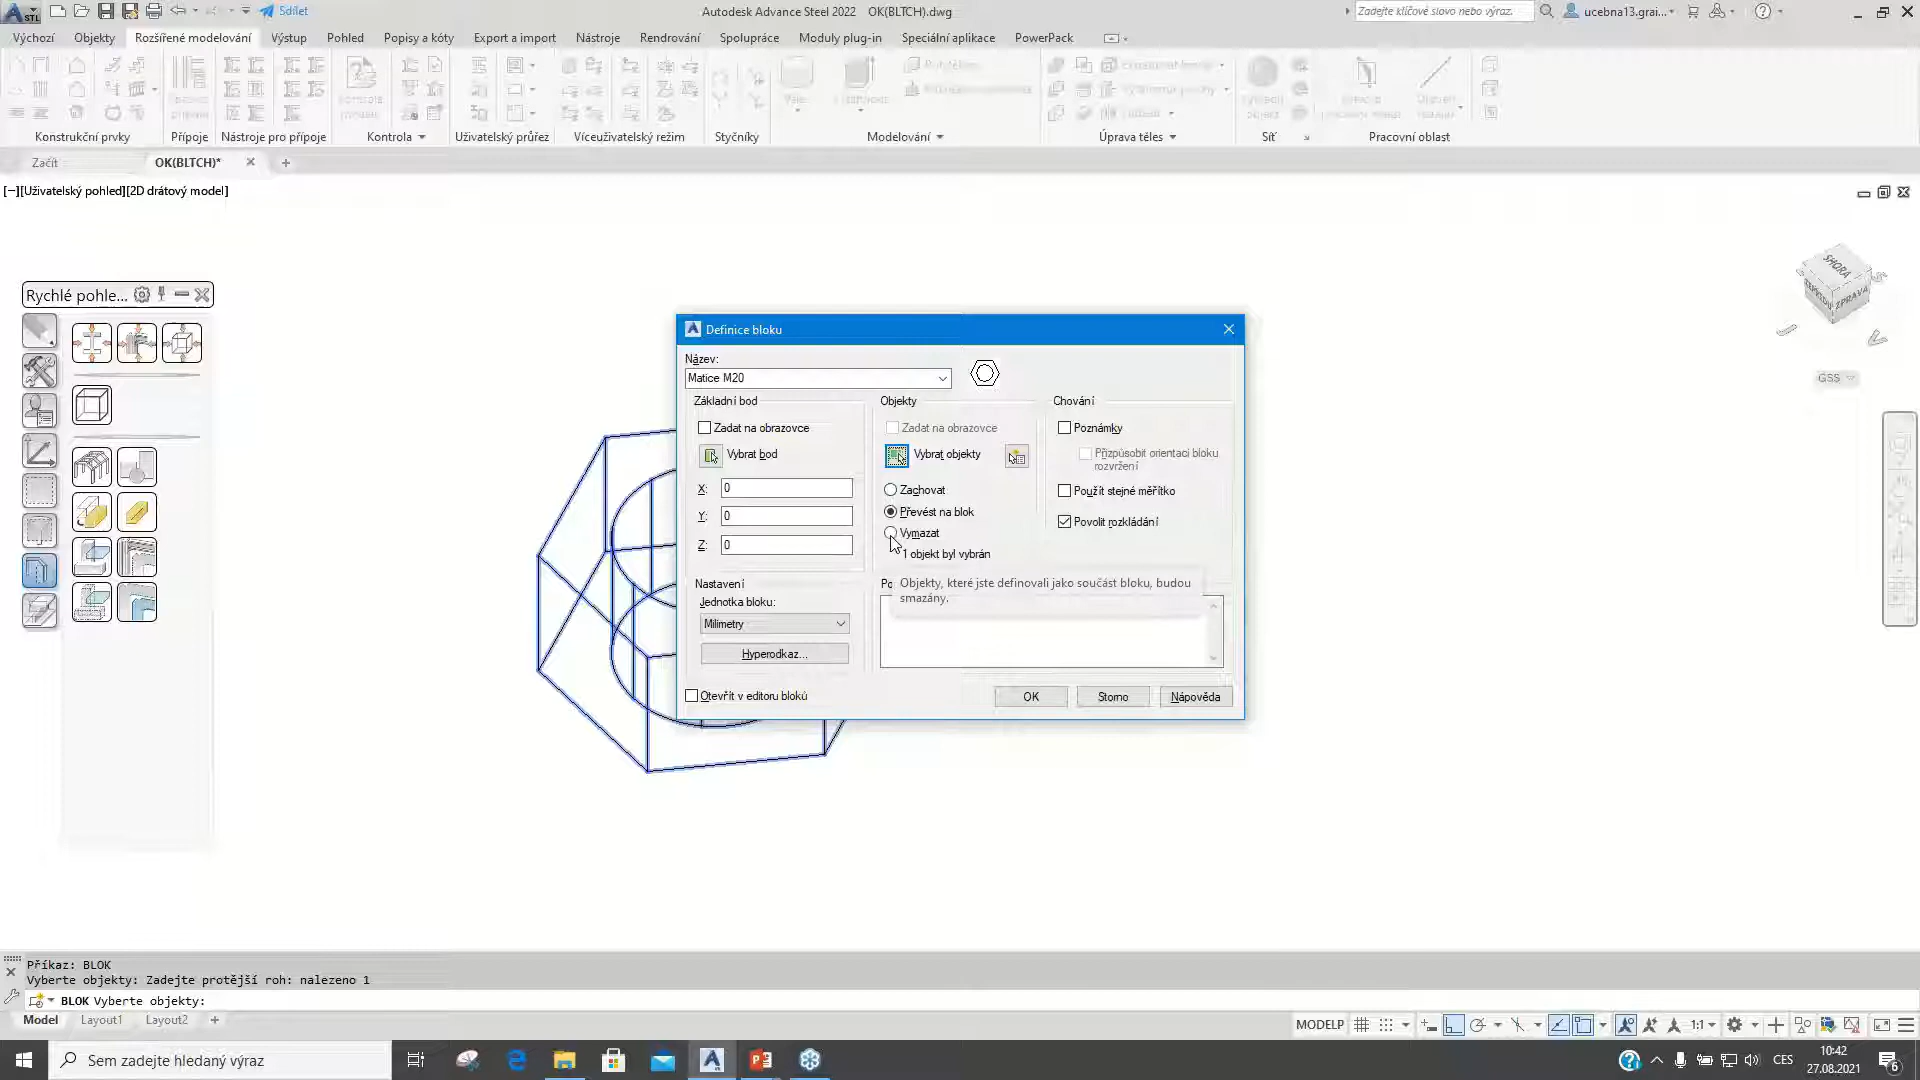 STL
Sdílet
Autodesk Advance Steel 2022 OK(BLTCH).dwg
Zadejte klíčové slovo nebo výraz.
ucebna13.grai...
Výchozí Objekty Rozšířené modelování Výstup Pohled Popisy a kóty Export a import Nástroje Rendrování Spolupráce Moduly plug-in Speciální aplikace PowerPack
Konstrukční prvky Přípoje Nástroje pro přípoje Kontrola Uživatelský průřez Víceuživatelský režim Styčníky Modelování Úprava těles Síť Pracovní oblast
Začít OK(BLTCH)*
[−][Uživatelský pohled][2D drátový model]
SHORA
ZPRAVA
GSS
Rychlé pohle...
Definice bloku
Název:
Matice M20
Základní bod
Zadat na obrazovce
Vybrat bod
X: 0
Y: 0
Z: 0
Objekty
Zadat na obrazovce
Vybrat objekty
Zachovat
Převést na blok
Vymazat
1 objekt byl vybrán
Chování
Poznámky
Přizpůsobit orientaci bloku
rozvržení
Použít stejné měřítko
Povolit rozkládání
Nastavení
Jednotka bloku:
Milimetry
Hyperodkaz...
Po
Objekty, které jste definovali jako součást bloku, budou
smazány.
Otevřít v editoru bloků
OK Storno Nápověda
Příkaz: BLOK
Vyberte objekty: Zadejte protější roh: nalezeno 1
BLOK Vyberte objekty:
Model Layout1 Layout2 +
MODELP
1:1
Sem zadejte hledaný výraz
CES
10:42
27.08.2021
6